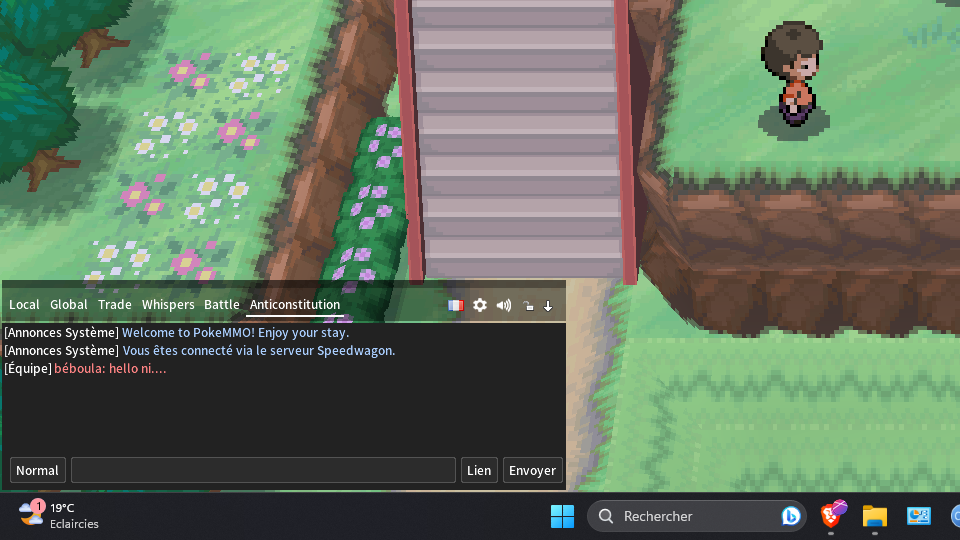 Local Global Trade Whispers Battle Anticonstitution
[Annonces Système] Welcome to PokeMMO! Enjoy your stay.
[Annonces Système] Vous êtes connecté via le serveur Speedwagon.
[Équipe] béboula: hello ni....
Normal Lien Envoyer
1 19°C
Eclaircies
Rechercher